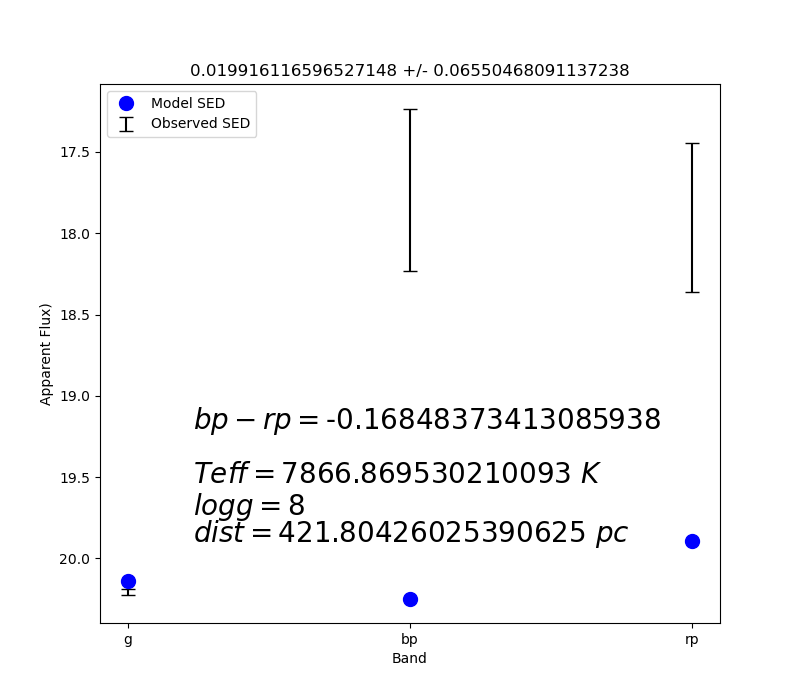 0.019916116596527148 +/- 0.06550468091137238
Model SED
Observed SED
17.5
18.0
18.5
19.0
19.5
20.0
Apparent Flux)
bp − rp = -0.16848373413085938
Teff = 7866.869530210093 K
logg = 8
dist = 421.80426025390625 pc
g
bp
rp
Band